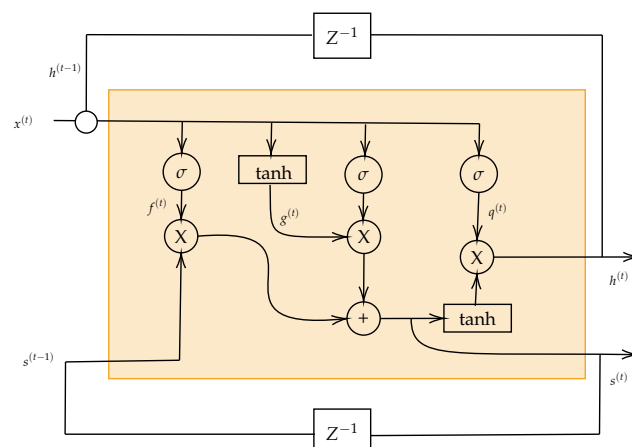 Z⁻¹
h⁽ᵗ⁻¹⁾
x⁽ᵗ⁾
σ
tanh
σ
σ
f⁽ᵗ⁾
g⁽ᵗ⁾
q⁽ᵗ⁾
X
X
X
h⁽ᵗ⁾
+
tanh
s⁽ᵗ⁻¹⁾
s⁽ᵗ⁾
Z⁻¹